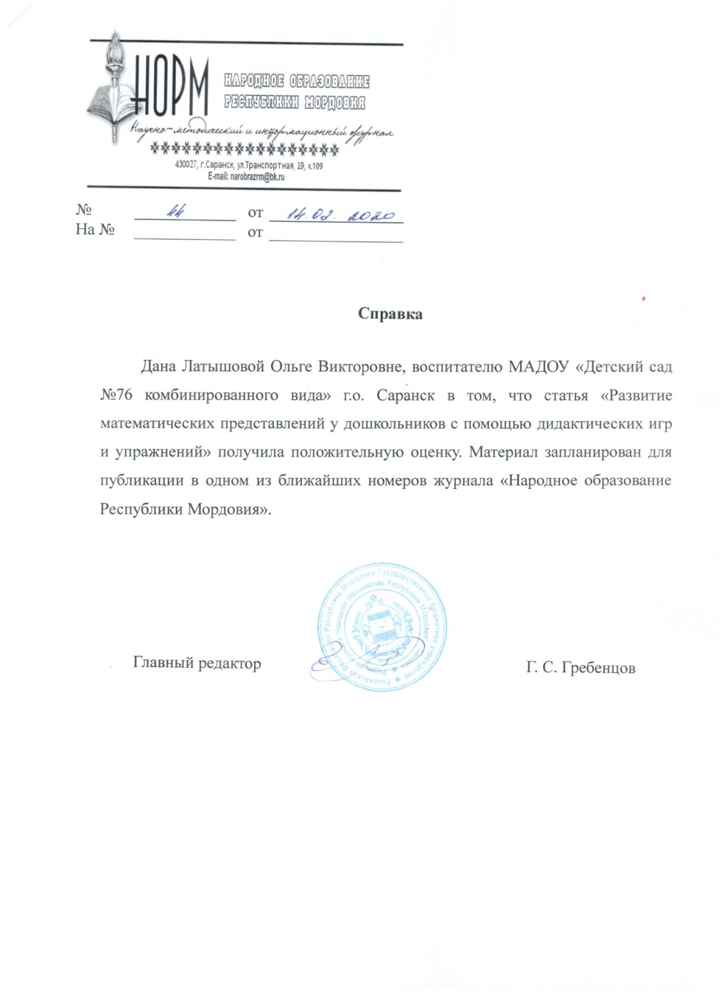 НОРМ
НАРОДНОЕ ОБРАЗОВАНИЕ
РЕСПУБЛИКИ МОРДОВИЯ
Научно-методический и информационный журнал
430027, г.Саранск, ул.Транспортная, 19, к.109
E-mail: narobrazrm@bk.ru
№ 44 от 14.02. 2020
На № от
Справка
Дана Латышовой Ольге Викторовне, воспитателю МАДОУ «Детский сад
№76 комбинированного вида» г.о. Саранск в том, что статья «Развитие
математических представлений у дошкольников с помощью дидактических игр
и упражнений» получила положительную оценку. Материал запланирован для
публикации в одном из ближайших номеров журнала «Народное образование
Республики Мордовия».
Российская Федерация Республика Мордовия Государственное бюджетное учреждение
"Народное образование Республики Мордовия"
Главный редактор
Г. С. Гребенцов